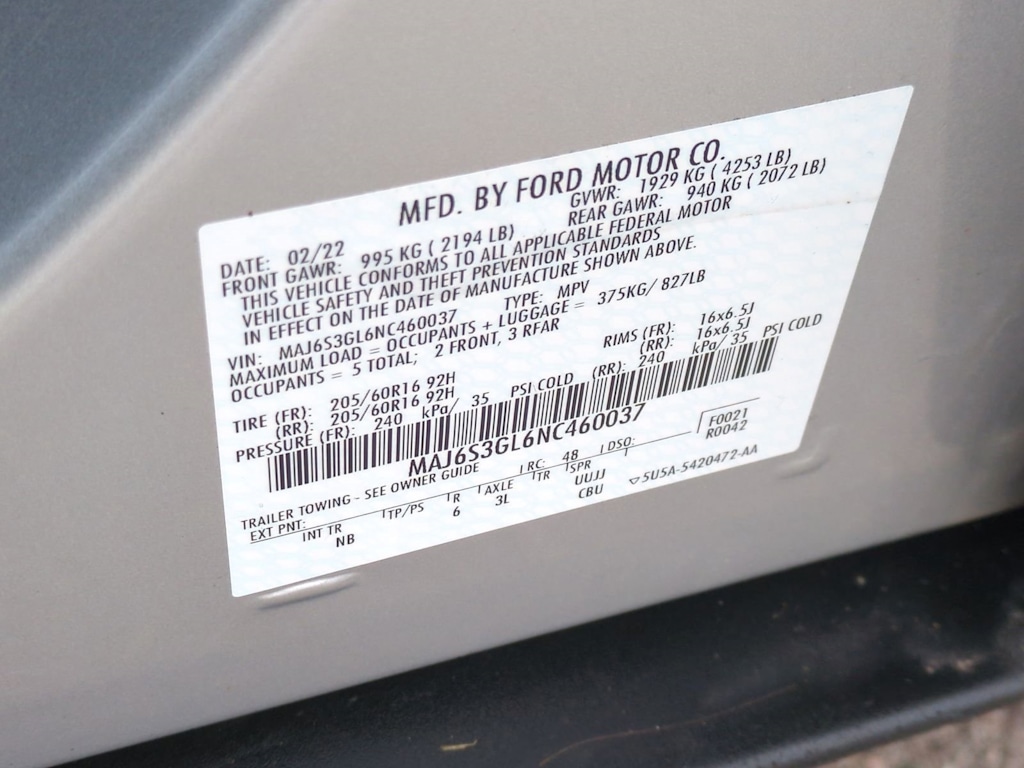 MFD. BY FORD MOTOR CO.
DATE: 02/22 GVWR: 1929 KG ( 4253 LB)
FRONT GAWR: 995 KG ( 2194 LB) REAR GAWR: 940 KG ( 2072 LB)
THIS VEHICLE CONFORMS TO ALL APPLICABLE FEDERAL MOTOR
VEHICLE SAFETY AND THEFT PREVENTION STANDARDS
IN EFFECT ON THE DATE OF MANUFACTURE SHOWN ABOVE.
VIN: MAJ6S3GL6NC460037 TYPE: MPV
MAXIMUM LOAD = OCCUPANTS + LUGGAGE = 375KG/ 827LB
OCCUPANTS = 5 TOTAL; 2 FRONT, 3 RFAR
TIRE (FR): 205/60R16 92H RIMS (FR): 16x6.5J
(RR): 205/60R16 92H (RR): 16x6.5J
PRESSURE (FR): 240 kPa/ 35 PSI COLD (RR): 240 kPa/ 35 PSI COLD
MAJ6S3GL6NC460037
F0021
R0042
TRAILER TOWING - SEE OWNER GUIDE RC: 48 DSO:
EXT PNT: INT TR TP/PS R AXLE TR SPR
NB 6 3L UUJJ
CBU
▽5U5A-5420472-AA